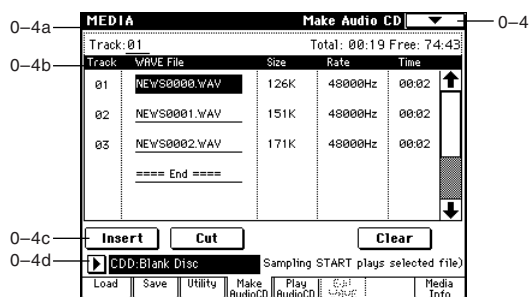 MEDIA Make Audio CD
0–4a 0–4
Track:01 Total: 00:19 Free: 74:43
0–4b Track WAVE File Size Rate Time
01 NEWS0000.WAV 126K 48000Hz 00:02
02 NEWS0001.WAV 151K 48000Hz 00:02
03 NEWS0002.WAV 171K 48000Hz 00:02
==== End ====
0–4c Insert Cut Clear
0–4d CDD:Blank Disc Sampling START plays selected file)
Load Save Utility Make AudioCD Play AudioCD Edit WAVE Media Info